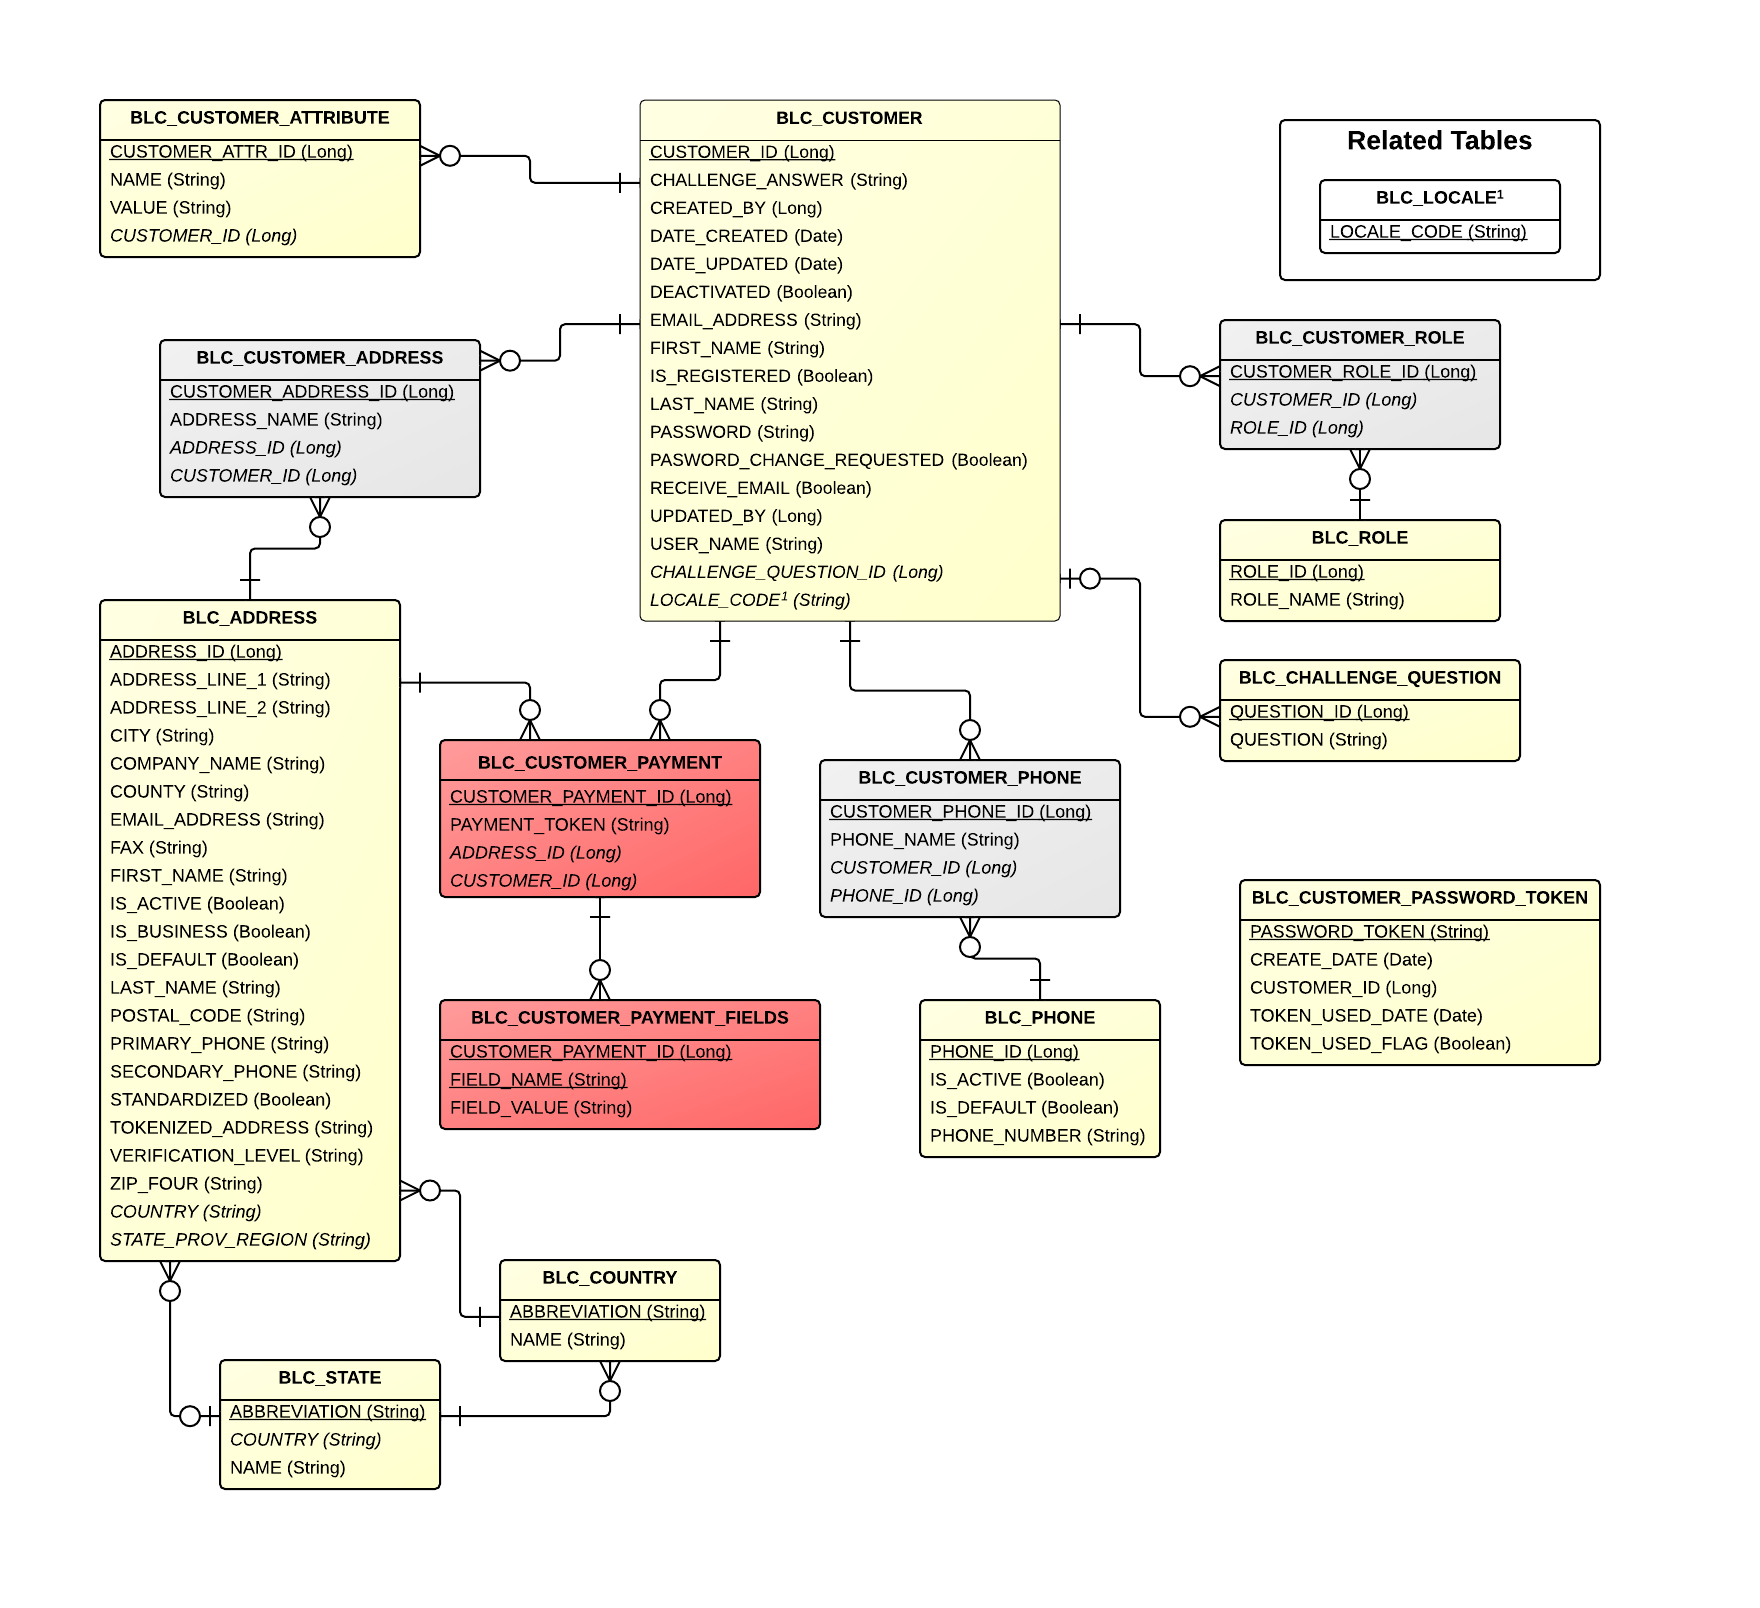 BLC_CUSTOMER_ATTRIBUTE
CUSTOMER_ATTR_ID (Long)
NAME (String)
VALUE (String)
CUSTOMER_ID (Long)
BLC_CUSTOMER
CUSTOMER_ID (Long)
CHALLENGE_ANSWER (String)
CREATED_BY (Long)
DATE_CREATED (Date)
DATE_UPDATED (Date)
DEACTIVATED (Boolean)
EMAIL_ADDRESS (String)
FIRST_NAME (String)
IS_REGISTERED (Boolean)
LAST_NAME (String)
PASSWORD (String)
PASWORD_CHANGE_REQUESTED (Boolean)
RECEIVE_EMAIL (Boolean)
UPDATED_BY (Long)
USER_NAME (String)
CHALLENGE_QUESTION_ID (Long)
LOCALE_CODE¹ (String)
Related Tables
BLC_LOCALE¹
LOCALE_CODE (String)
BLC_CUSTOMER_ADDRESS
CUSTOMER_ADDRESS_ID (Long)
ADDRESS_NAME (String)
ADDRESS_ID (Long)
CUSTOMER_ID (Long)
BLC_CUSTOMER_ROLE
CUSTOMER_ROLE_ID (Long)
CUSTOMER_ID (Long)
ROLE_ID (Long)
BLC_ROLE
ROLE_ID (Long)
ROLE_NAME (String)
BLC_ADDRESS
ADDRESS_ID (Long)
ADDRESS_LINE_1 (String)
ADDRESS_LINE_2 (String)
CITY (String)
COMPANY_NAME (String)
COUNTY (String)
EMAIL_ADDRESS (String)
FAX (String)
FIRST_NAME (String)
IS_ACTIVE (Boolean)
IS_BUSINESS (Boolean)
IS_DEFAULT (Boolean)
LAST_NAME (String)
POSTAL_CODE (String)
PRIMARY_PHONE (String)
SECONDARY_PHONE (String)
STANDARDIZED (Boolean)
TOKENIZED_ADDRESS (String)
VERIFICATION_LEVEL (String)
ZIP_FOUR (String)
COUNTRY (String)
STATE_PROV_REGION (String)
BLC_CHALLENGE_QUESTION
QUESTION_ID (Long)
QUESTION (String)
BLC_CUSTOMER_PAYMENT
CUSTOMER_PAYMENT_ID (Long)
PAYMENT_TOKEN (String)
ADDRESS_ID (Long)
CUSTOMER_ID (Long)
BLC_CUSTOMER_PHONE
CUSTOMER_PHONE_ID (Long)
PHONE_NAME (String)
CUSTOMER_ID (Long)
PHONE_ID (Long)
BLC_CUSTOMER_PASSWORD_TOKEN
PASSWORD_TOKEN (String)
CREATE_DATE (Date)
CUSTOMER_ID (Long)
TOKEN_USED_DATE (Date)
TOKEN_USED_FLAG (Boolean)
BLC_CUSTOMER_PAYMENT_FIELDS
CUSTOMER_PAYMENT_ID (Long)
FIELD_NAME (String)
FIELD_VALUE (String)
BLC_PHONE
PHONE_ID (Long)
IS_ACTIVE (Boolean)
IS_DEFAULT (Boolean)
PHONE_NUMBER (String)
BLC_COUNTRY
ABBREVIATION (String)
NAME (String)
BLC_STATE
ABBREVIATION (String)
COUNTRY (String)
NAME (String)